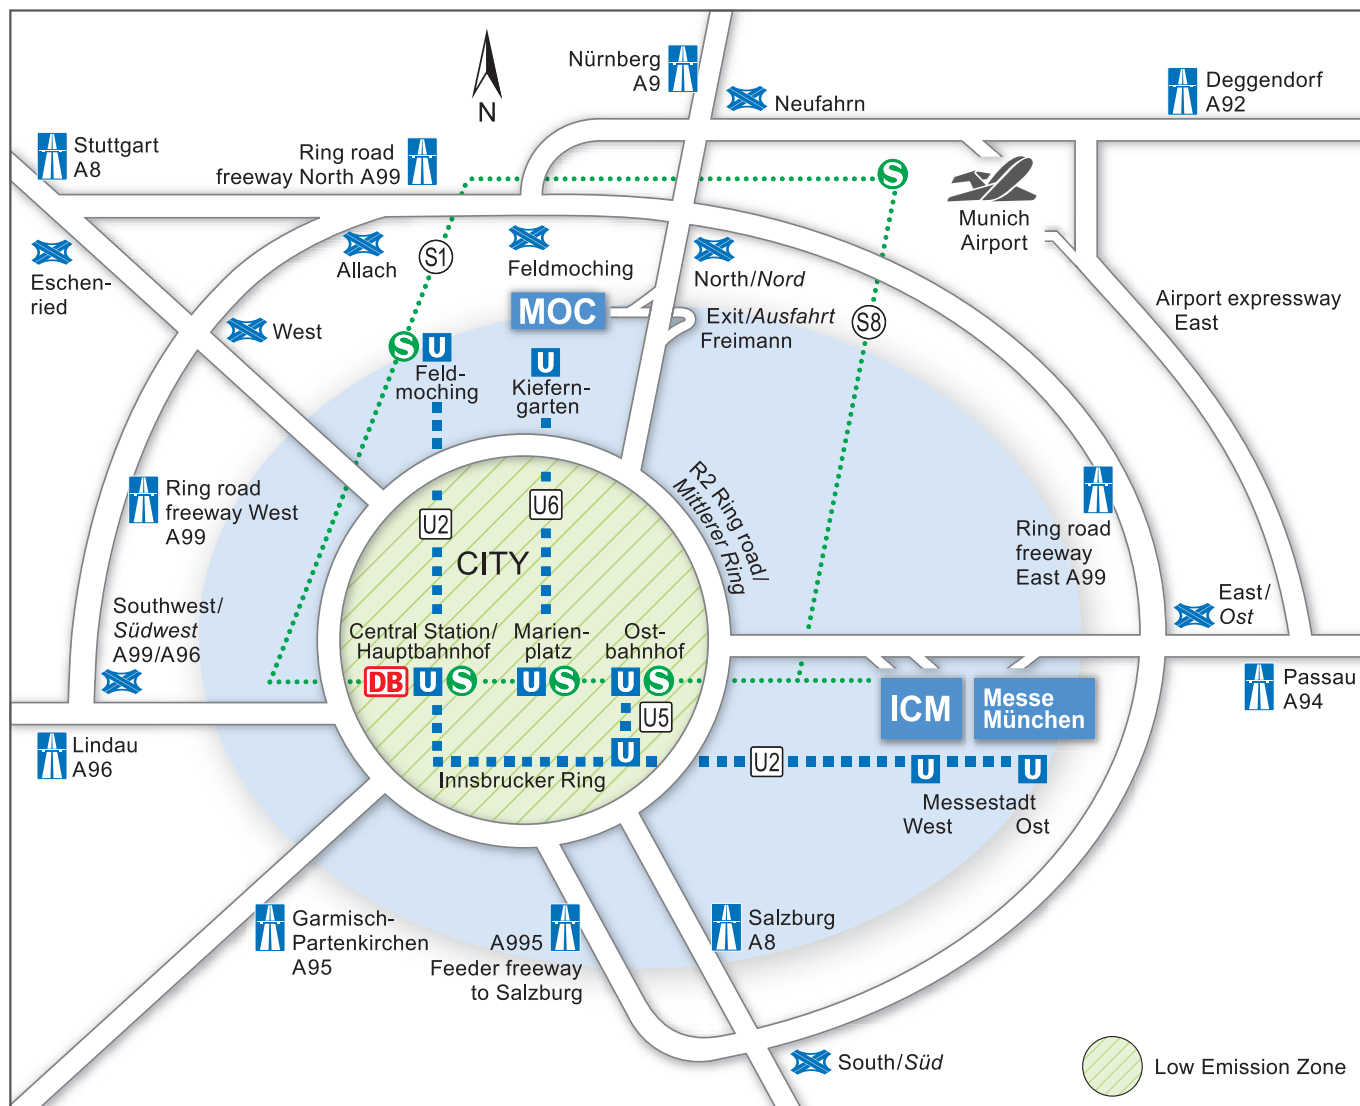 Nürnberg
A9
Neufahrn
Deggendorf
A92
N
Stuttgart
A8
Ring road
freeway North A99
S
Munich
Airport
Eschen-
ried
Allach
S1
Feldmoching
North/Nord
MOC
Exit/Ausfahrt
Freimann
S8
Airport expressway
East
West
S
U
Feld-
moching
U
Kiefern-
garten
Ring road
freeway West
A99
R2 Ring road/
Mittlerer Ring
Ring road
freeway
East A99
U2
U6
CITY
Southwest/
Südwest
A99/A96
Central Station/
Hauptbahnhof
Marien-
platz
Ost-
bahnhof
East/
Ost
DB
U
S
U
S
U
S
ICM
Messe
München
Passau
A94
U5
Lindau
A96
U
U2
U
U
Innsbrucker Ring
Messestadt
West
Ost
Garmisch-
Partenkirchen
A95
A995
Feeder freeway
to Salzburg
Salzburg
A8
South/Süd
Low Emission Zone